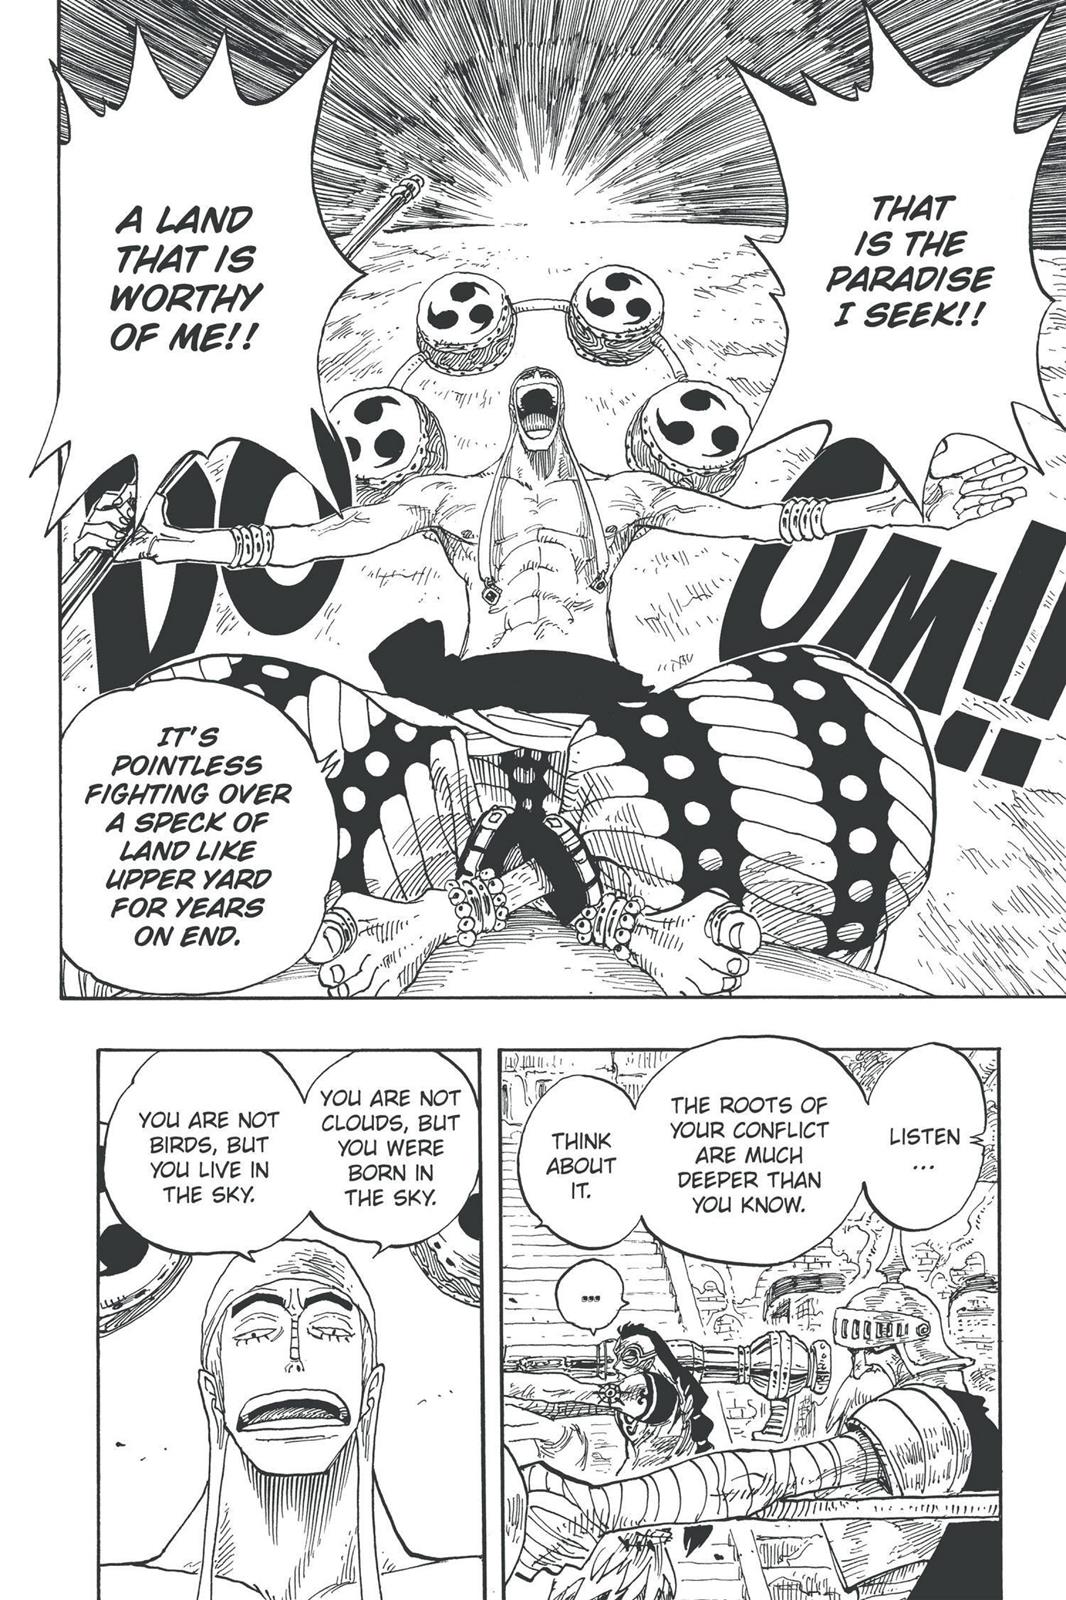 THAT
IS THE
PARADISE
I SEEK!!
A LAND
THAT IS
WORTHY
OF ME!!
DOOM!!
IT'S
POINTLESS
FIGHTING OVER
A SPECK OF
LAND LIKE
UPPER YARD
FOR YEARS
ON END.
LISTEN
...
THE ROOTS OF
YOUR CONFLICT
ARE MUCH
DEEPER THAN
YOU KNOW.
THINK
ABOUT
IT.
...
YOU ARE NOT
CLOUDS, BUT
YOU WERE
BORN IN
THE SKY.
YOU ARE NOT
BIRDS, BUT
YOU LIVE IN
THE SKY.